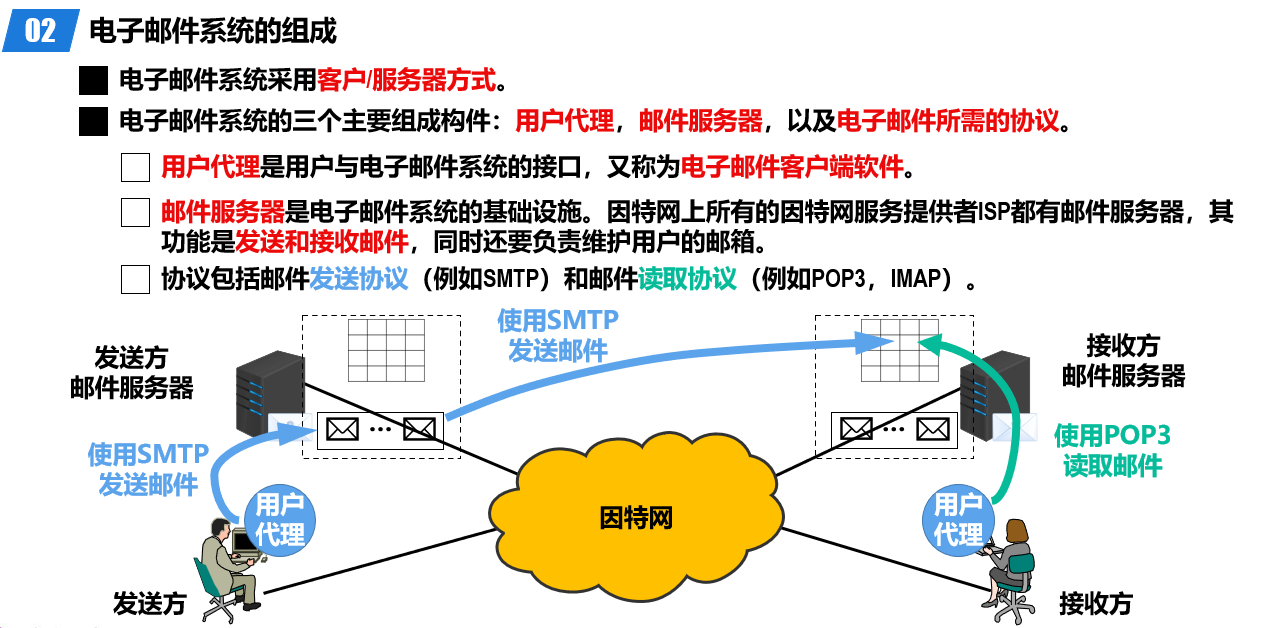 02 电子邮件系统的组成
电子邮件系统采用客户/服务器方式。
电子邮件系统的三个主要组成构件：用户代理，邮件服务器，以及电子邮件所需的协议。
用户代理是用户与电子邮件系统的接口，又称为电子邮件客户端软件。
邮件服务器是电子邮件系统的基础设施。因特网上所有的因特网服务提供者ISP都有邮件服务器，其
功能是发送和接收邮件，同时还要负责维护用户的邮箱。
协议包括邮件发送协议（例如SMTP）和邮件读取协议（例如POP3，IMAP）。
使用SMTP
发送邮件
发送方
邮件服务器
接收方
邮件服务器
使用SMTP
发送邮件
使用POP3
读取邮件
用户
代理
因特网
用户
代理
发送方
接收方